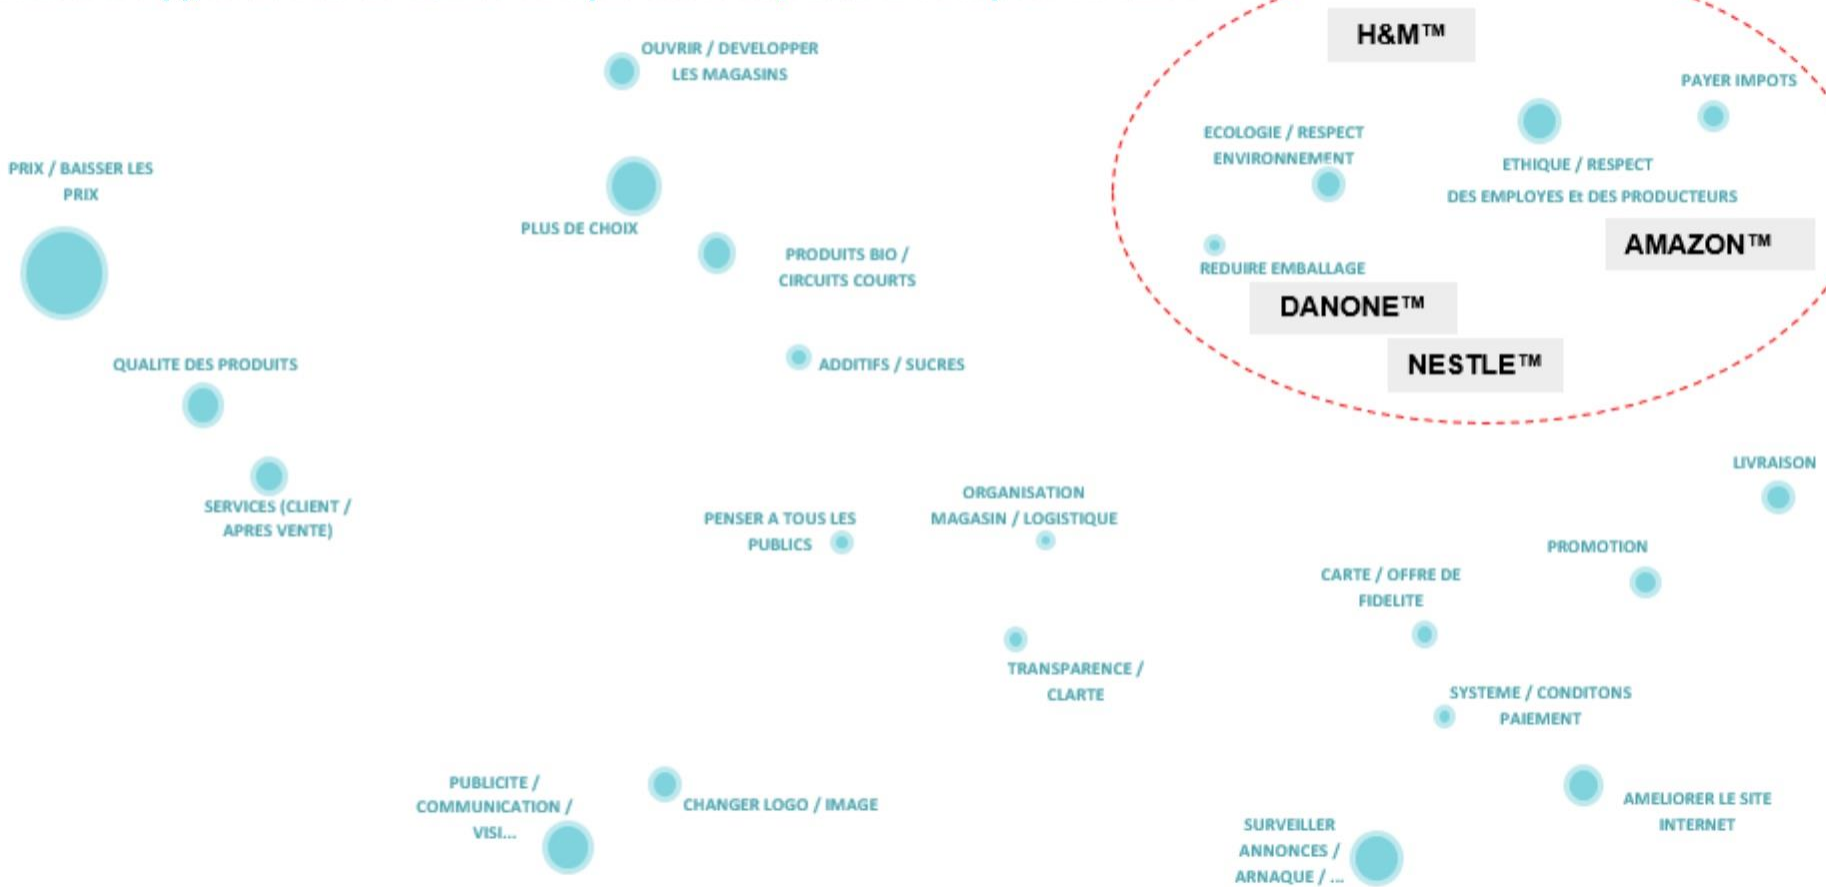 H&M™
OUVRIR / DEVELOPPER
LES MAGASINS
PAYER IMPOTS
ECOLOGIE / RESPECT
ENVIRONNEMENT
ETHIQUE / RESPECT
DES EMPLOYES Et DES PRODUCTEURS
PRIX / BAISSER LES
PRIX
PLUS DE CHOIX
AMAZON™
PRODUITS BIO /
CIRCUITS COURTS
REDUIRE EMBALLAGE
DANONE™
QUALITE DES PRODUITS
ADDITIFS / SUCRES
NESTLE™
LIVRAISON
SERVICES (CLIENT /
APRES VENTE)
PENSER A TOUS LES
PUBLICS
ORGANISATION
MAGASIN / LOGISTIQUE
PROMOTION
CARTE / OFFRE DE
FIDELITE
TRANSPARENCE /
CLARTE
SYSTEME / CONDITONS
PAIEMENT
PUBLICITE /
COMMUNICATION /
VISI...
CHANGER LOGO / IMAGE
AMELIORER LE SITE
INTERNET
SURVEILLER
ANNONCES /
ARNAQUE / ...